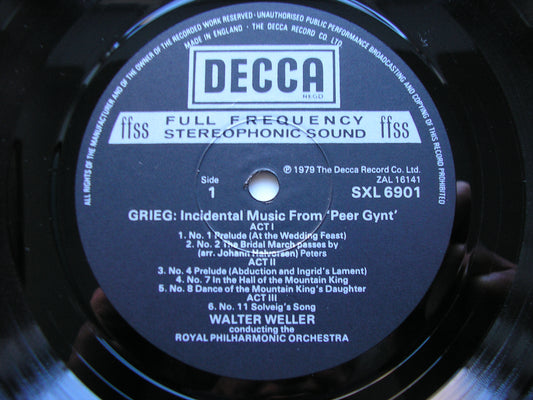 ALL RIGHTS OF THE MANUFACTURER AND OF THE OWNER OF THE RECORDED WORK RESERVED · UNAUTHORISED PUBLIC PERFORMANCE BROADCASTING AND COPYING OF THIS RECORD PROHIBITED
MADE IN ENGLAND · THE DECCA RECORD CO LTD
DECCA
REGD.
ffss FULL FREQUENCY STEREOPHONIC SOUND ffss
℗ 1979 The Decca Record Co. Ltd.
Side
1
ZAL 16141
SXL 6901
GRIEG: Incidental Music From 'Peer Gynt'
ACT I
1. No. 1 Prelude (At the Wedding Feast)
2. No. 2 The Bridal March passes by
(arr. Johann Halvorsen) Peters
ACT II
3. No. 4 Prelude (Abduction and Ingrid's Lament)
4. No. 7 In the Hall of the Mountain King
5. No. 8 Dance of the Mountain King's Daughter
ACT III
6. No. 11 Solveig's Song
WALTER WELLER
conducting the
ROYAL PHILHARMONIC ORCHESTRA